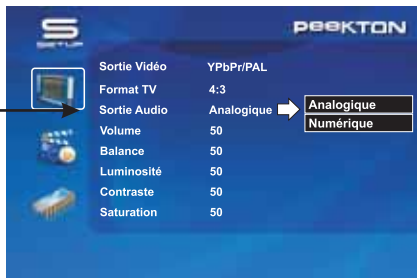 S
SETUP
PEEKTON
Sortie Vidéo YPbPr/PAL
Format TV 4:3
Sortie Audio Analogique Analogique
Numérique
Volume 50
Balance 50
Luminosité 50
Contraste 50
Saturation 50